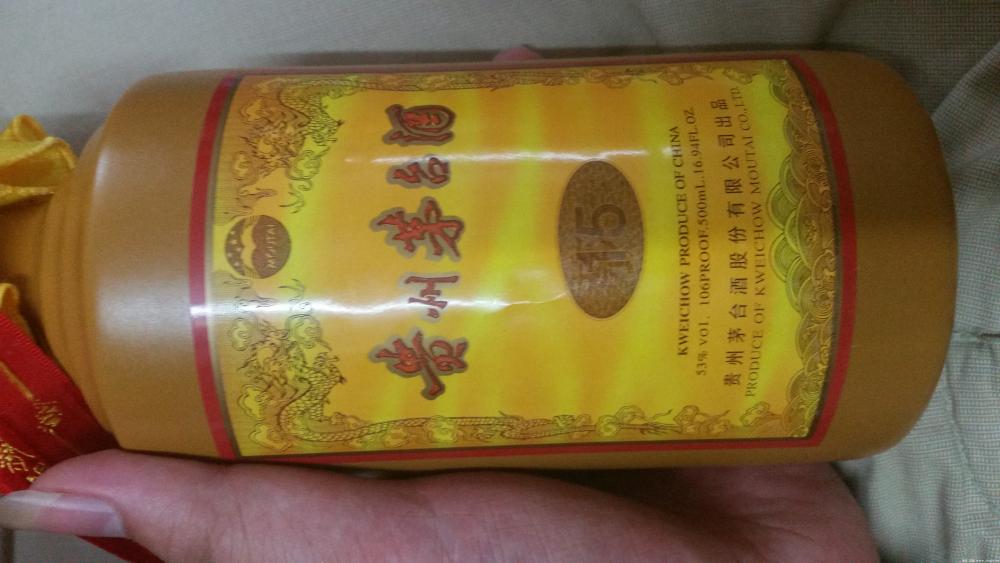 MOUTAI
贵州茅台酒
15
KWEICHOW PRODUCE OF CHINA
53% VOL. 106PROOF.500mL.16.94FL.OZ
贵州茅台酒股份有限公司出品
PRODUCE OF KWEICHOW MOUTAI CO.,LTD.